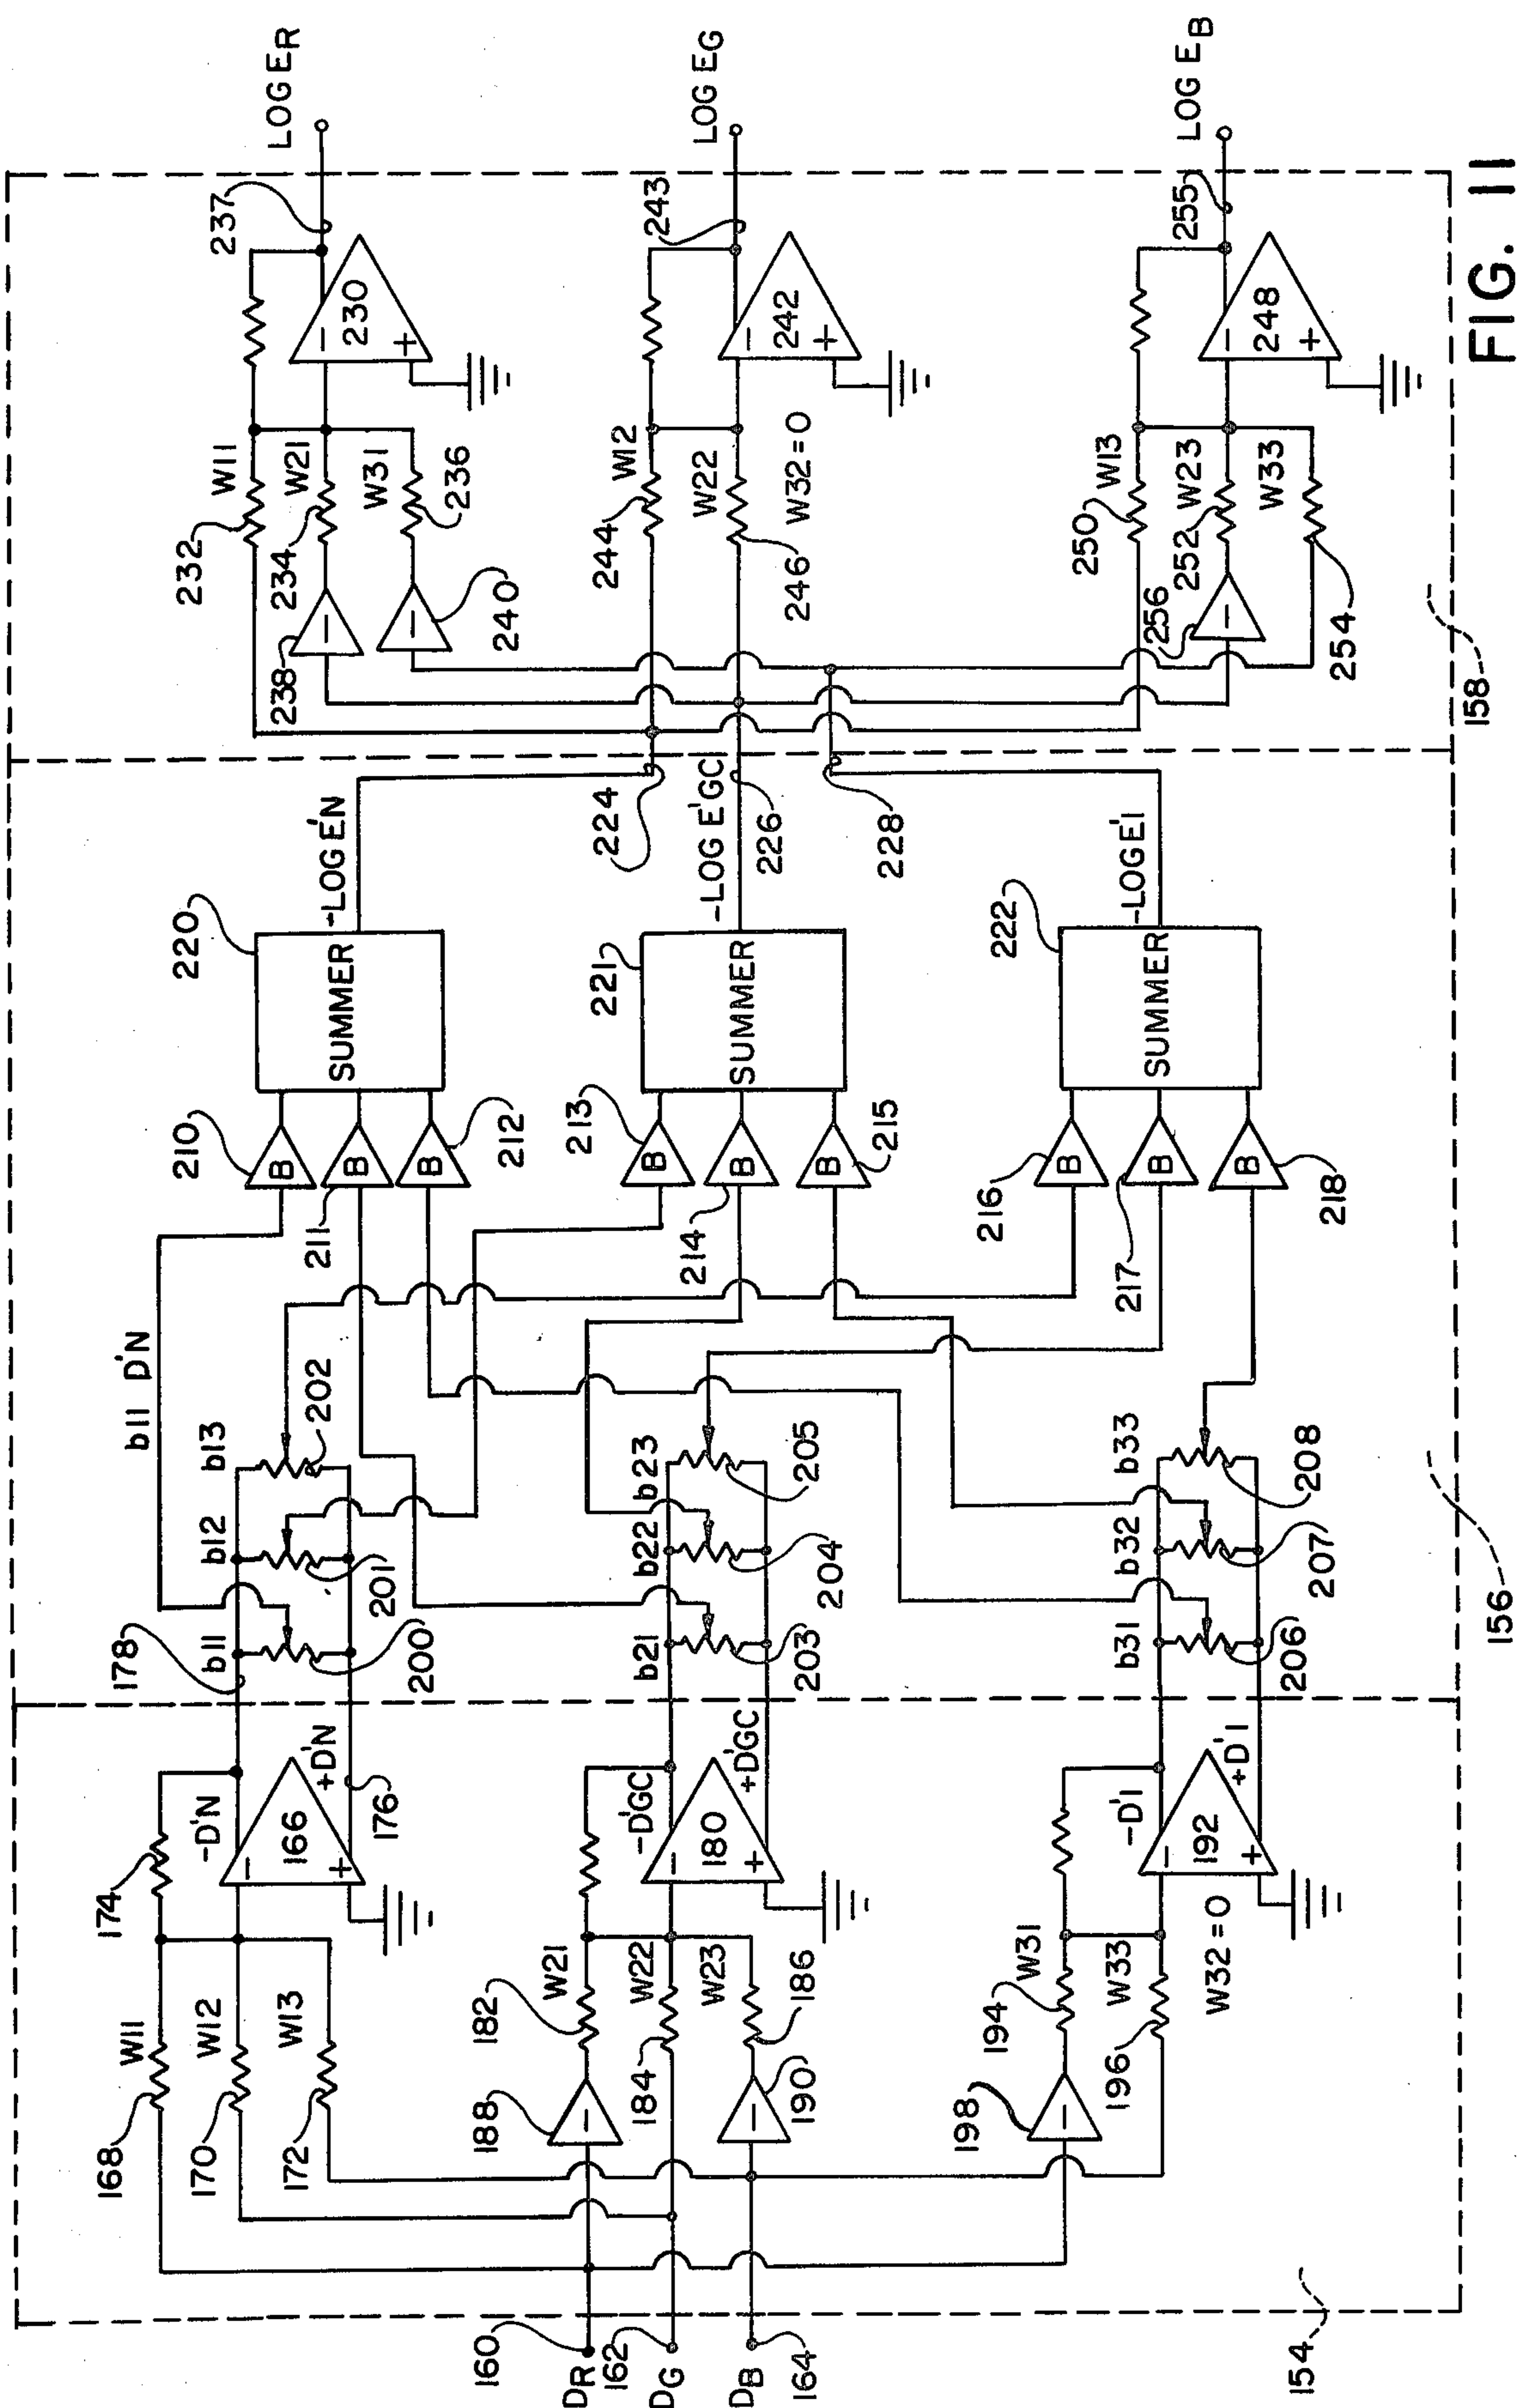 LOG ER
LOG EG
LOG EB
237
243
255
230
242
248
W11
W21
W31
232
234
236
238
240
W12
W22
W32 = 0
244
246
W13
W23
W33
250
252
254
256
158
224
226
228
-LOG E'N
-LOG E'GC
-LOG E'I
220
221
222
SUMMER
SUMMER
SUMMER
210
211
212
213
214
215
216
217
218
B
B
B
B
B
B
B
B
B
b11 D'N
b11
b12
b13
200
201
202
b21
b22
b23
203
204
205
b31
b32
b33
206
207
208
156
178
176
-D'N
+D'N
166
174
W11
W12
W13
168
170
172
-D'GC
+D'GC
180
W21
W22
W23
182
184
186
188
190
-D'I
+D'I
192
W31
W33
W32 = 0
194
196
198
160
162
164
DR
DG
DB
154
FIG. 11